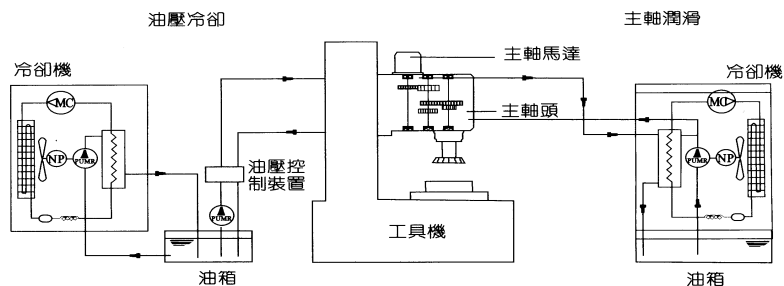 油壓冷卻
主軸潤滑
冷卻機
MC
NP
PUMP
油壓控
制裝置
PUMP
油箱
主軸馬達
主軸頭
工具機
冷卻機
MC
PUMP
NP
油箱